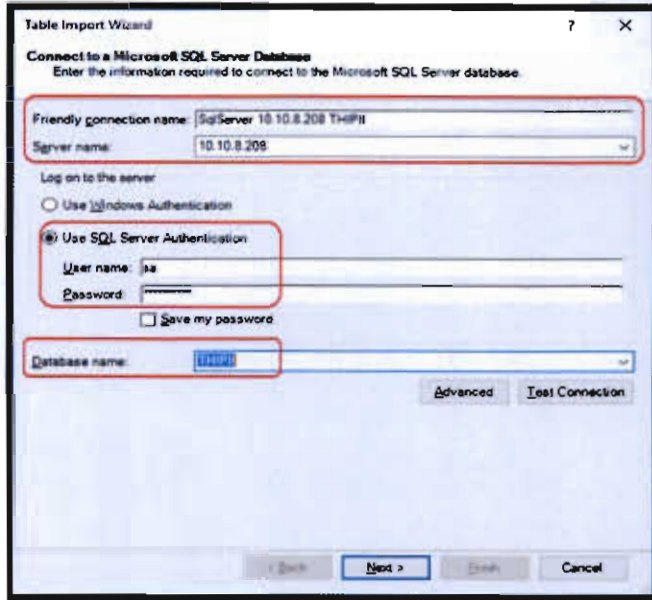 Table Import Wizard ? X
Connect to a Microsoft SQL Server Database
Enter the information required to connect to the Microsoft SQL Server database.
Friendly connection name: SqlServer 10.10.8.208 THIPII
Server name: 10.10.8.208
Log on to the server
Use Windows Authentication
Use SQL Server Authentication
User name: sa
Password:
Save my password
Database name: THIPII
Advanced Test Connection
< Back Next > Finish Cancel